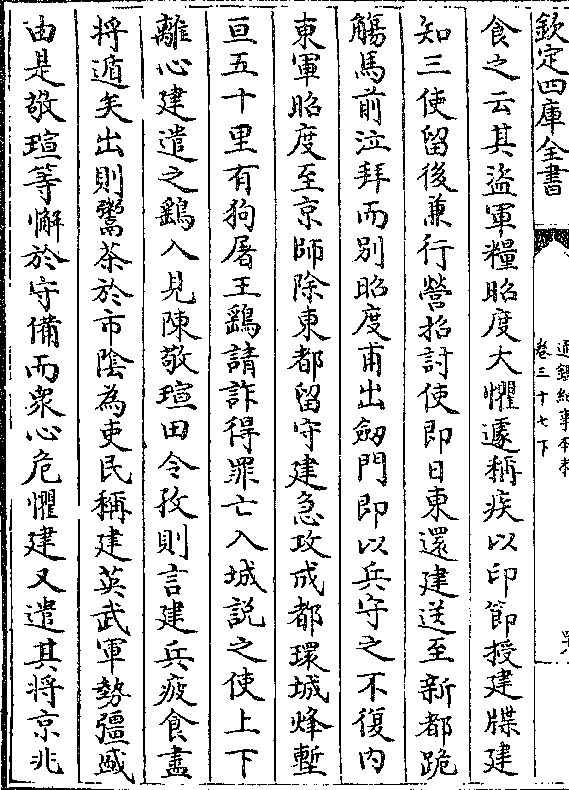 欽定四庫全書
通鑑紀事本末
卷三十七下
食之云其盜軍糧昭度大懼遽稱疾以印節授建牒建
知三使留後兼行營招討使即日東還建送至新都跪
觴馬前泣拜而別昭度甫出劔門即以兵守之不復内
東軍昭度至京師除東都留守建急攻成都環城烽塹
亘五十里有狗屠王鷂請詐得罪亡入城説之使上下
離心建遣之鷂入見陳敬瑄田令孜則言建兵疲食盡
將遁矣出則鬻茶於市隂為吏民稱建英武軍勢彊盛
由是敬瑄等懈於守備而衆心危懼建又遣其將京兆